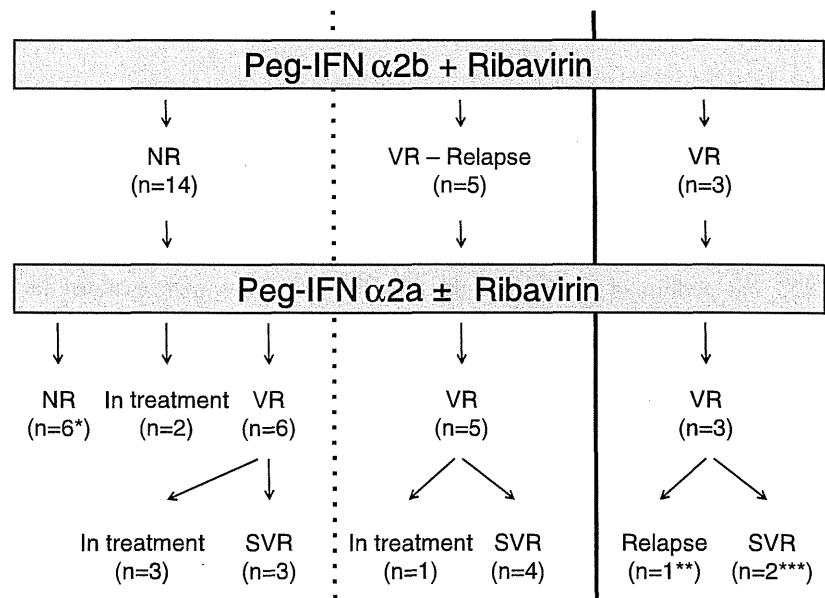 Peg-IFN α2b + Ribavirin
NR
(n=14)
VR – Relapse
(n=5)
VR
(n=3)
Peg-IFN α2a ± Ribavirin
NR
(n=6*)
In treatment
(n=2)
VR
(n=6)
VR
(n=5)
VR
(n=3)
In treatment
(n=3)
SVR
(n=3)
In treatment
(n=1)
SVR
(n=4)
Relapse
(n=1**)
SVR
(n=2***)